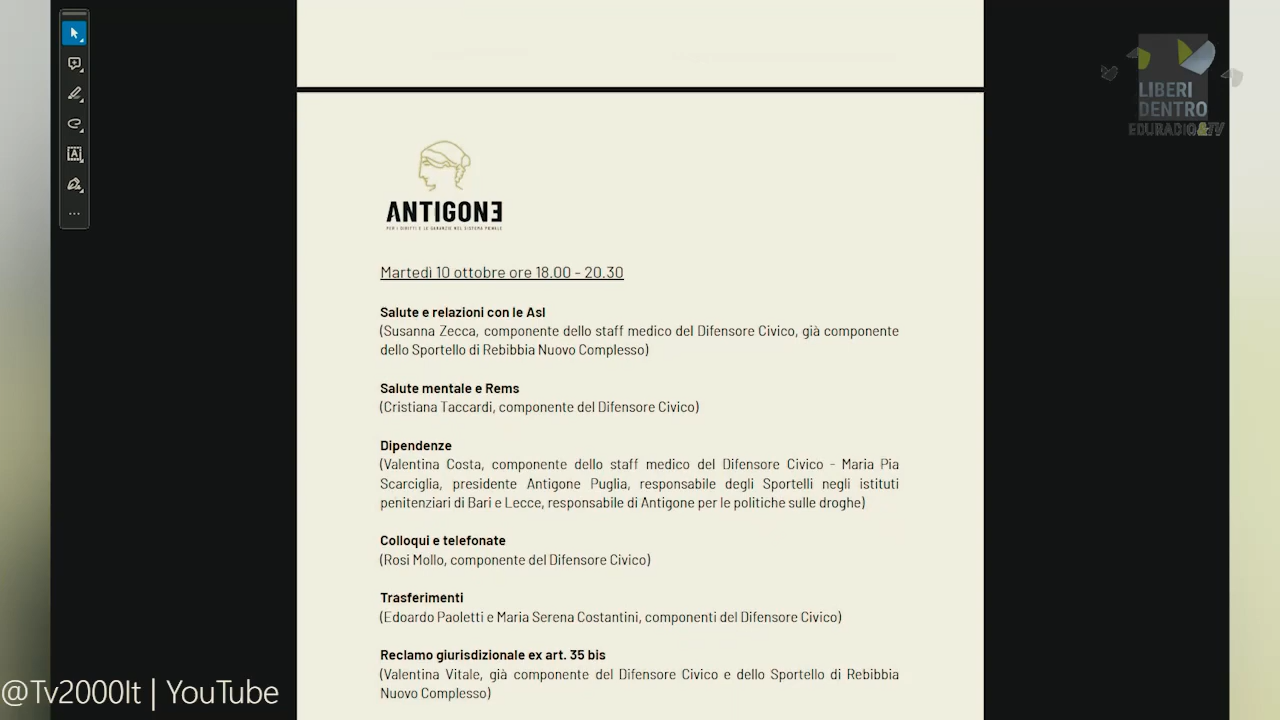 LIBERI
DENTRO
EDURADIO&TV
ANTIGONE
PER I DIRITTI E LE GARANZIE NEL SISTEMA PENALE
Martedì 10 ottobre ore 18.00 - 20.30
Salute e relazioni con le Asl
(Susanna Zecca, componente dello staff medico del Difensore Civico, già componente
dello Sportello di Rebibbia Nuovo Complesso)
Salute mentale e Rems
(Cristiana Taccardi, componente del Difensore Civico)
Dipendenze
(Valentina Costa, componente dello staff medico del Difensore Civico - Maria Pia
Scarciglia, presidente Antigone Puglia, responsabile degli Sportelli negli istituti
penitenziari di Bari e Lecce, responsabile di Antigone per le politiche sulle droghe)
Colloqui e telefonate
(Rosi Mollo, componente del Difensore Civico)
Trasferimenti
(Edoardo Paoletti e Maria Serena Costantini, componenti del Difensore Civico)
Reclamo giurisdizionale ex art. 35 bis
(Valentina Vitale, già componente del Difensore Civico e dello Sportello di Rebibbia
Nuovo Complesso)
@Tv2000It | YouTube